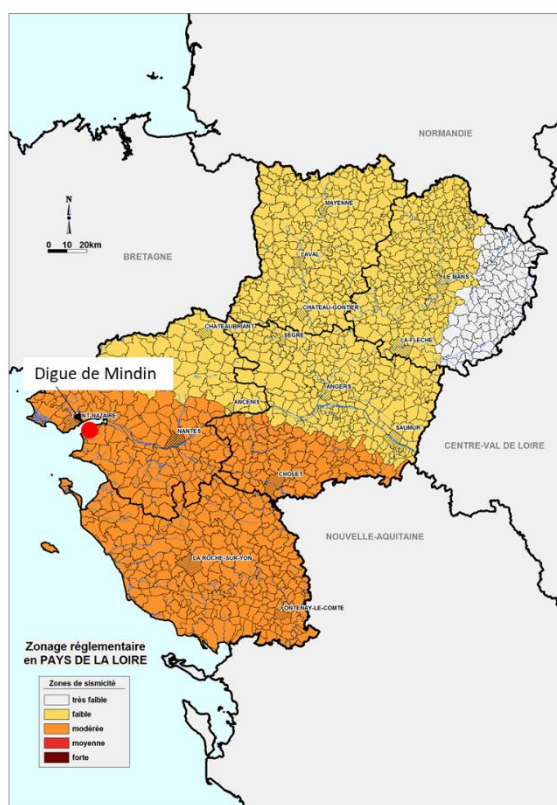 NORMANDIE
N
0 10 20km
MAYENNE
BRETAGNE
LAVAL
LE MANS
CHATEAU-GONTIER
CHATEAUBRIANT
SEGRE
LA-FLECHE
Digue de Mindin
ANGERS
ANCENIS
NT-NAZAIRE
SAUMUR
NANTES
CENTRE-VAL DE LOIRE
CHOLET
NOUVELLE-AQUITAINE
LA ROCHE-SUR-YON
FONTENAY-LE-COMTE
Zonage réglementaire
en PAYS DE LA LOIRE
Zones de sismicité
très faible
faible
modérée
moyenne
forte